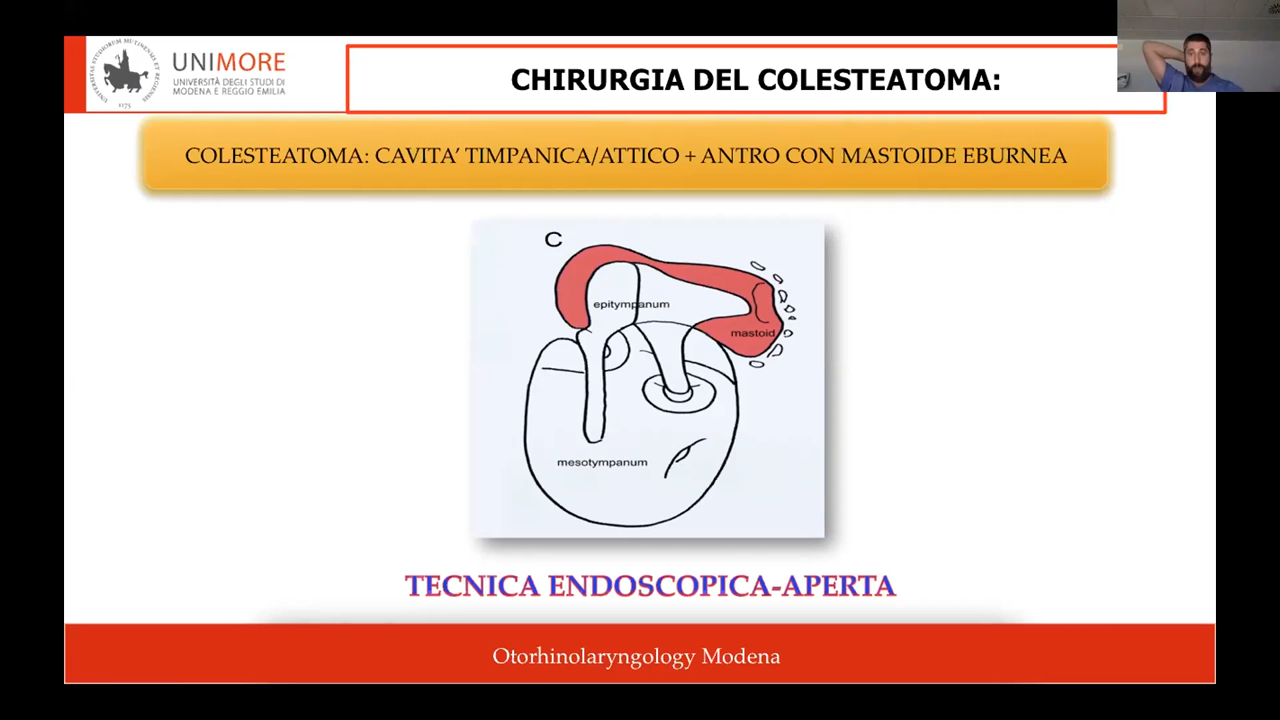 UNIMORE
UNIVERSITÀ DEGLI STUDI DI
MODENA E REGGIO EMILIA
1175
CHIRURGIA DEL COLESTEATOMA:
COLESTEATOMA: CAVITA’ TIMPANICA/ATTICO + ANTRO CON MASTOIDE EBURNEA
C
epitympanum
mastoid
mesotympanum
TECNICA ENDOSCOPICA-APERTA
Otorhinolaryngology Modena